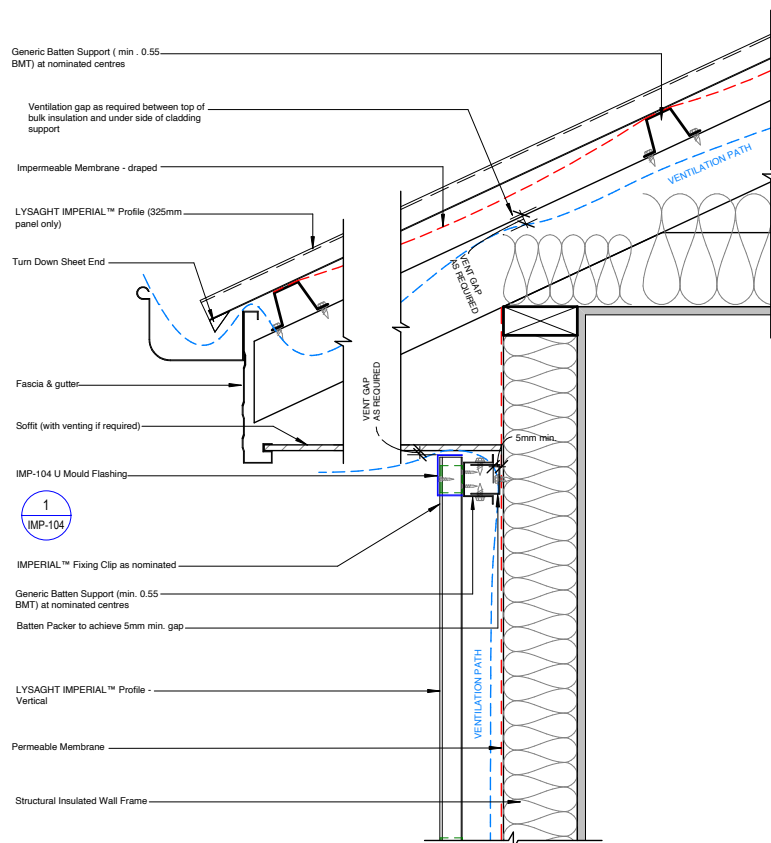 Generic Batten Support ( min . 0.55
BMT) at nominated centres
Ventilation gap as required between top of
bulk insulation and under side of cladding
support
Impermeable Membrane - draped
LYSAGHT IMPERIAL™ Profile (325mm
panel only)
Turn Down Sheet End
Fascia & gutter
Soffit (with venting if required)
IMP-104 U Mould Flashing
1
IMP-104
IMPERIAL™ Fixing Clip as nominated
Generic Batten Support (min. 0.55
BMT) at nominated centres
Batten Packer to achieve 5mm min. gap
LYSAGHT IMPERIAL™ Profile -
Vertical
Permeable Membrane
Structural Insulated Wall Frame
VENTILATION PATH
VENT GAP
AS REQUIRED
VENT GAP
AS REQUIRED
5mm min.
VENTILATION PATH